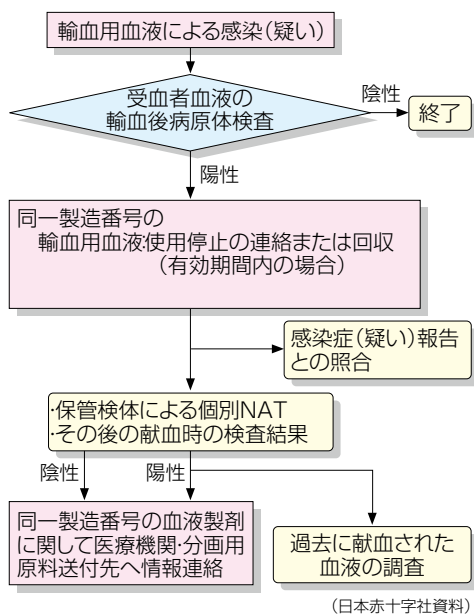 輸血用血液による感染(疑い)
受血者血液の
輸血後病原体検査
陰性
終了
陽性
同一製造番号の
輸血用血液:使用停止の連絡または回収
(有効期間内の場合)
感染症(疑い)報告
との照合
・保管検体による個別NAT
・その後の献血時の検査結果
陰性
陽性
同一製造番号の血液製剤
に関して医療機関・分画用
原料送付先へ情報連絡
過去に献血された
血液の調査
(日本赤十字社資料)